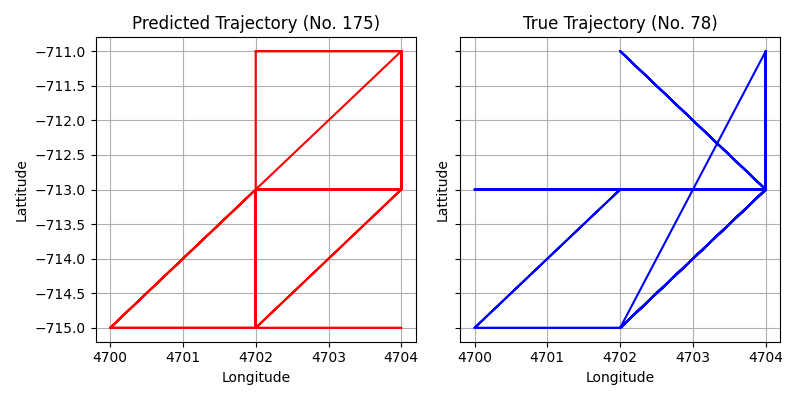 Predicted Trajectory (No. 175)
True Trajectory (No. 78)
−711.0
−711.5
−712.0
−712.5
−713.0
−713.5
−714.0
−714.5
−715.0
Lattitude
Lattitude
4700 4701 4702 4703 4704
4700 4701 4702 4703 4704
Longitude
Longitude